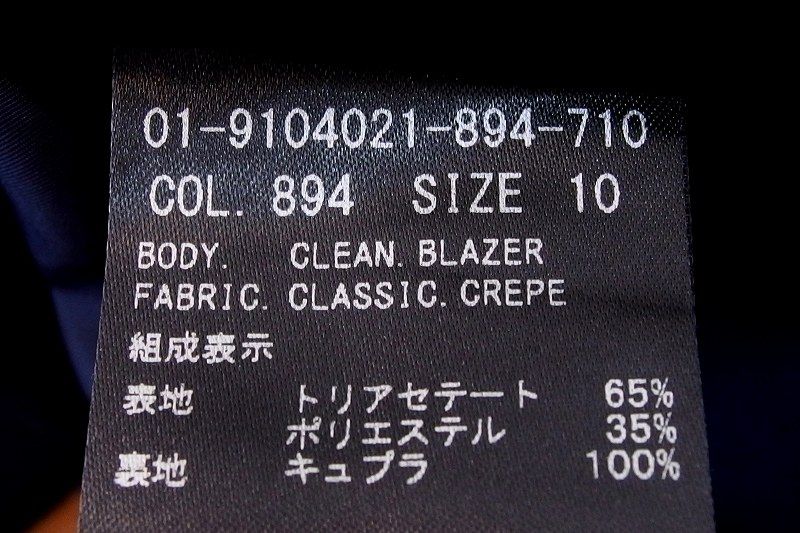 01-9104021-894-710
COL. 894 SIZE 10
BODY. CLEAN. BLAZER
FABRIC. CLASSIC. CREPE
組成表示
表地 トリアセテート 65%
ポリエステル 35%
裏地 キュプラ 100%